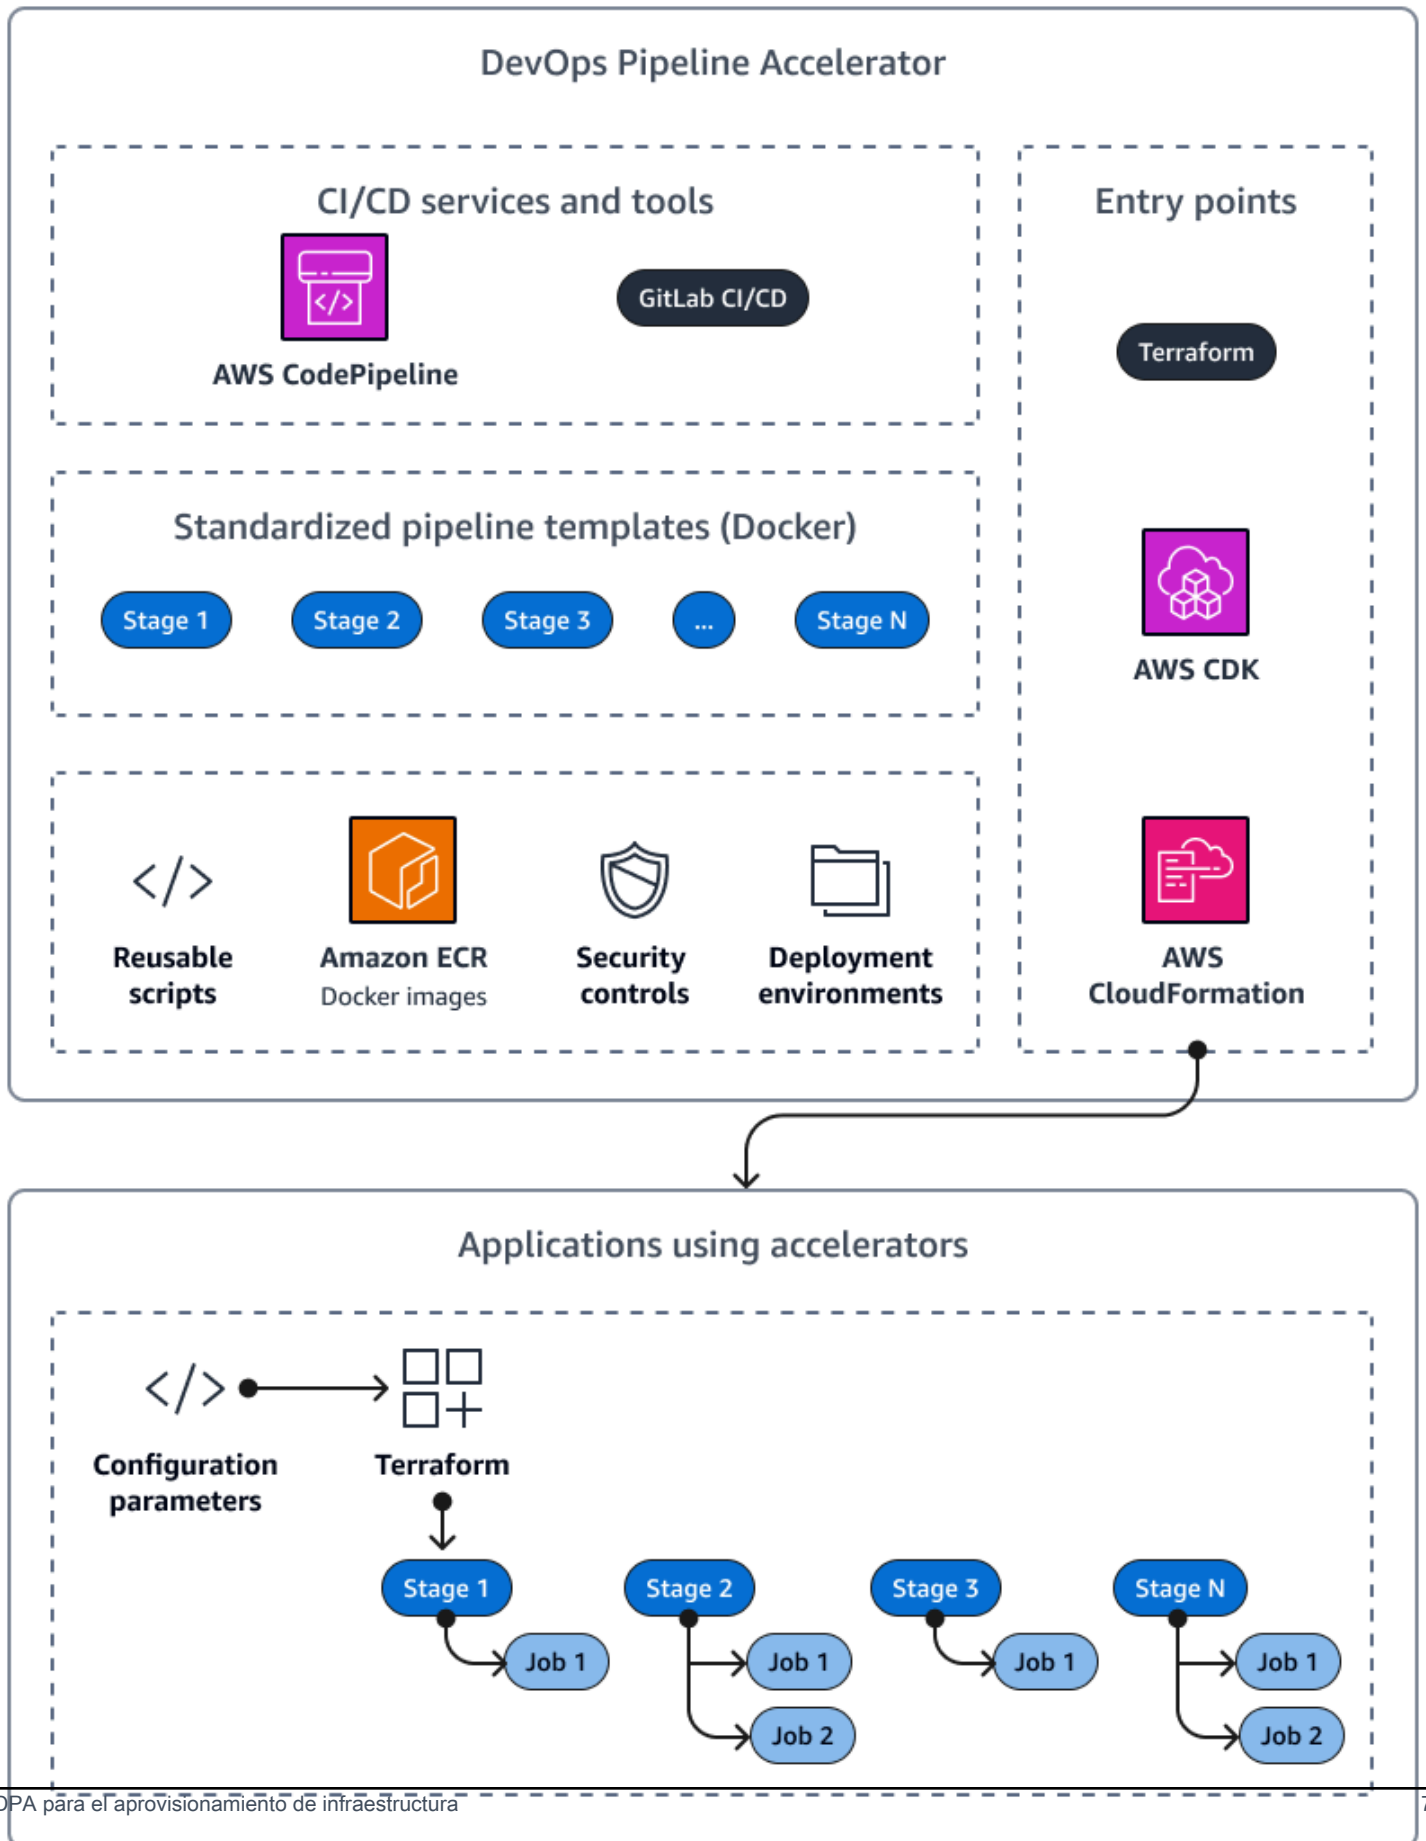 DevOps Pipeline Accelerator
CI/CD services and tools
AWS CodePipeline
GitLab CI/CD
Entry points
Terraform
AWS CDK
AWS
CloudFormation
Standardized pipeline templates (Docker)
Stage 1
Stage 2
Stage 3
...
Stage N
</>
Reusable
scripts
Amazon ECR
Docker images
Security
controls
Deployment
environments
Applications using accelerators
</>
Configuration
parameters
Terraform
Stage 1
Stage 2
Stage 3
Stage N
Job 1
Job 1
Job 1
Job 1
Job 2
Job 2
DPA para el aprovisionamiento de infraestructura
7